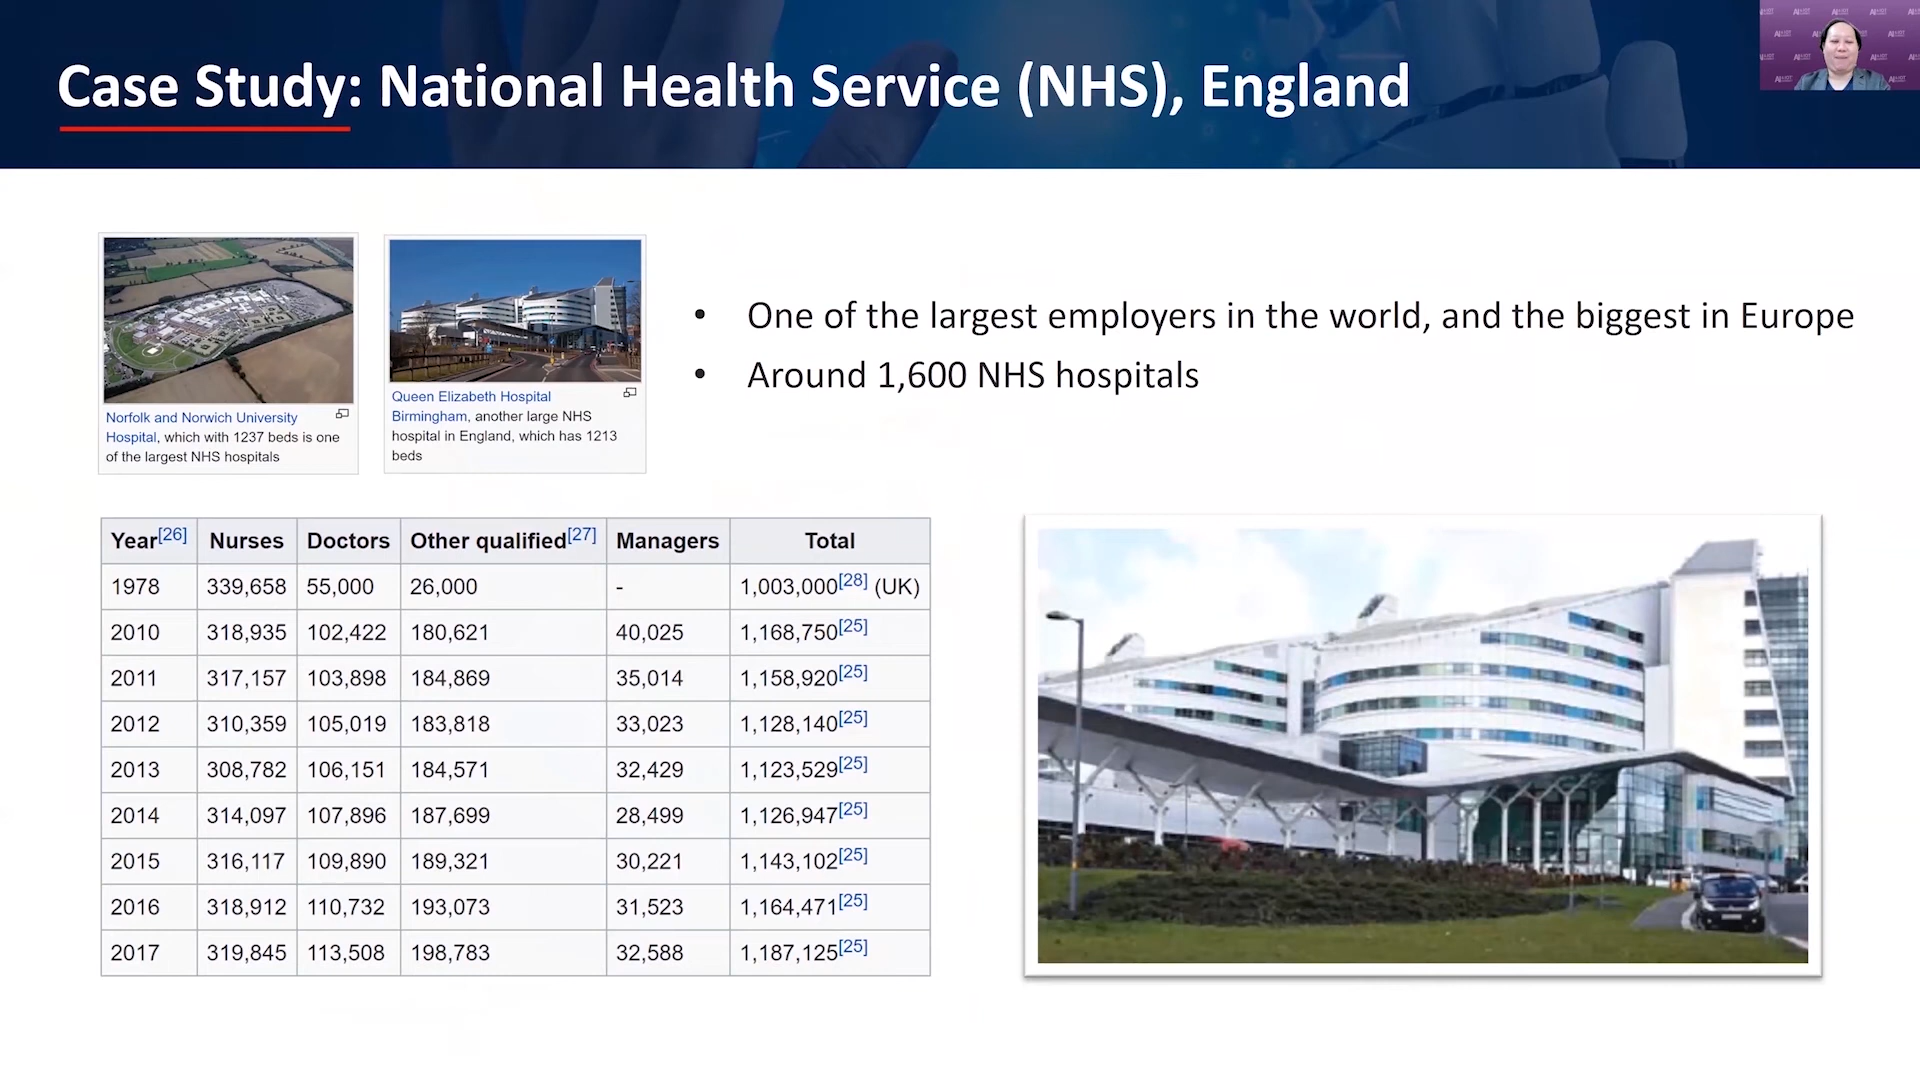 Case Study: National Health Service (NHS), England
Norfolk and Norwich University
Hospital, which with 1237 beds is one
of the largest NHS hospitals
Queen Elizabeth Hospital
Birmingham, another large NHS
hospital in England, which has 1213
beds
• One of the largest employers in the world, and the biggest in Europe
• Around 1,600 NHS hospitals
Year[26] Nurses Doctors Other qualified[27] Managers Total
1978 339,658 55,000 26,000 - 1,003,000[28] (UK)
2010 318,935 102,422 180,621 40,025 1,168,750[25]
2011 317,157 103,898 184,869 35,014 1,158,920[25]
2012 310,359 105,019 183,818 33,023 1,128,140[25]
2013 308,782 106,151 184,571 32,429 1,123,529[25]
2014 314,097 107,896 187,699 28,499 1,126,947[25]
2015 316,117 109,890 189,321 30,221 1,143,102[25]
2016 318,912 110,732 193,073 31,523 1,164,471[25]
2017 319,845 113,508 198,783 32,588 1,187,125[25]